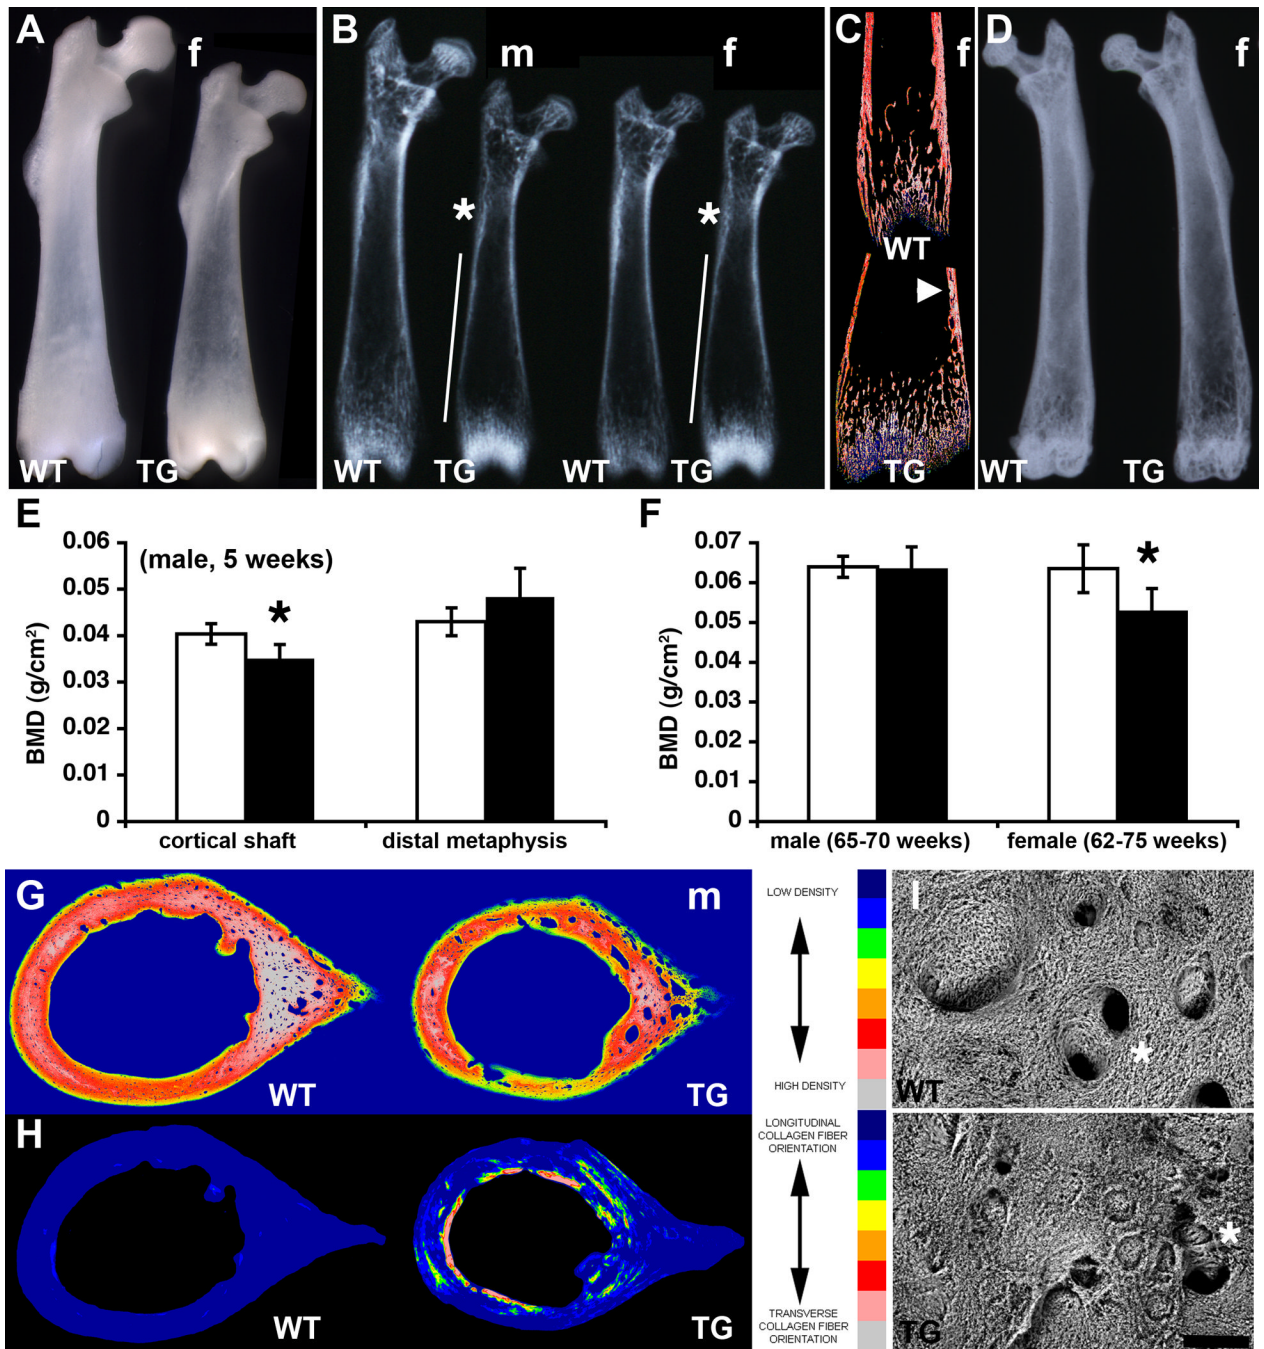 A
f
WT
TG
B
m
f
*
*
WT
TG
WT
TG
C
f
WT
TG
D
f
WT
TG
E
(male, 5 weeks)
BMD (g/cm²)
0.06
0.05
0.04
0.03
0.02
0.01
0
*
cortical shaft
distal metaphysis
F
BMD (g/cm²)
0.07
0.06
0.05
0.04
0.03
0.02
0.01
0
*
male (65-70 weeks)
female (62-75 weeks)
G
m
WT
TG
LOW DENSITY
HIGH DENSITY
H
WT
TG
LONGITUDINAL
COLLAGEN FIBER
ORIENTATION
TRANSVERSE
COLLAGEN FIBER
ORIENTATION
I
*
WT
*
TG